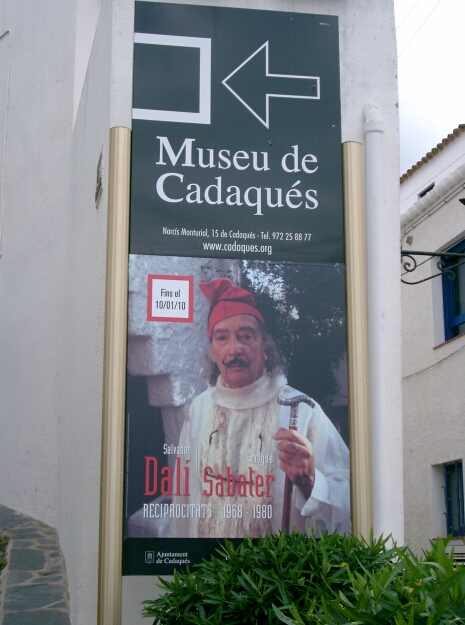 Museu de
Cadaqués
Narcís Monturiol, 15 de Cadaqués - Tel. 972 25 88 77
www.cadaques.org
Fins el
10/01/10
Salvador Enrique
Dalí Sabater
RECIPROCITATS 1968 - 1980
Ajuntament
de Cadaqués